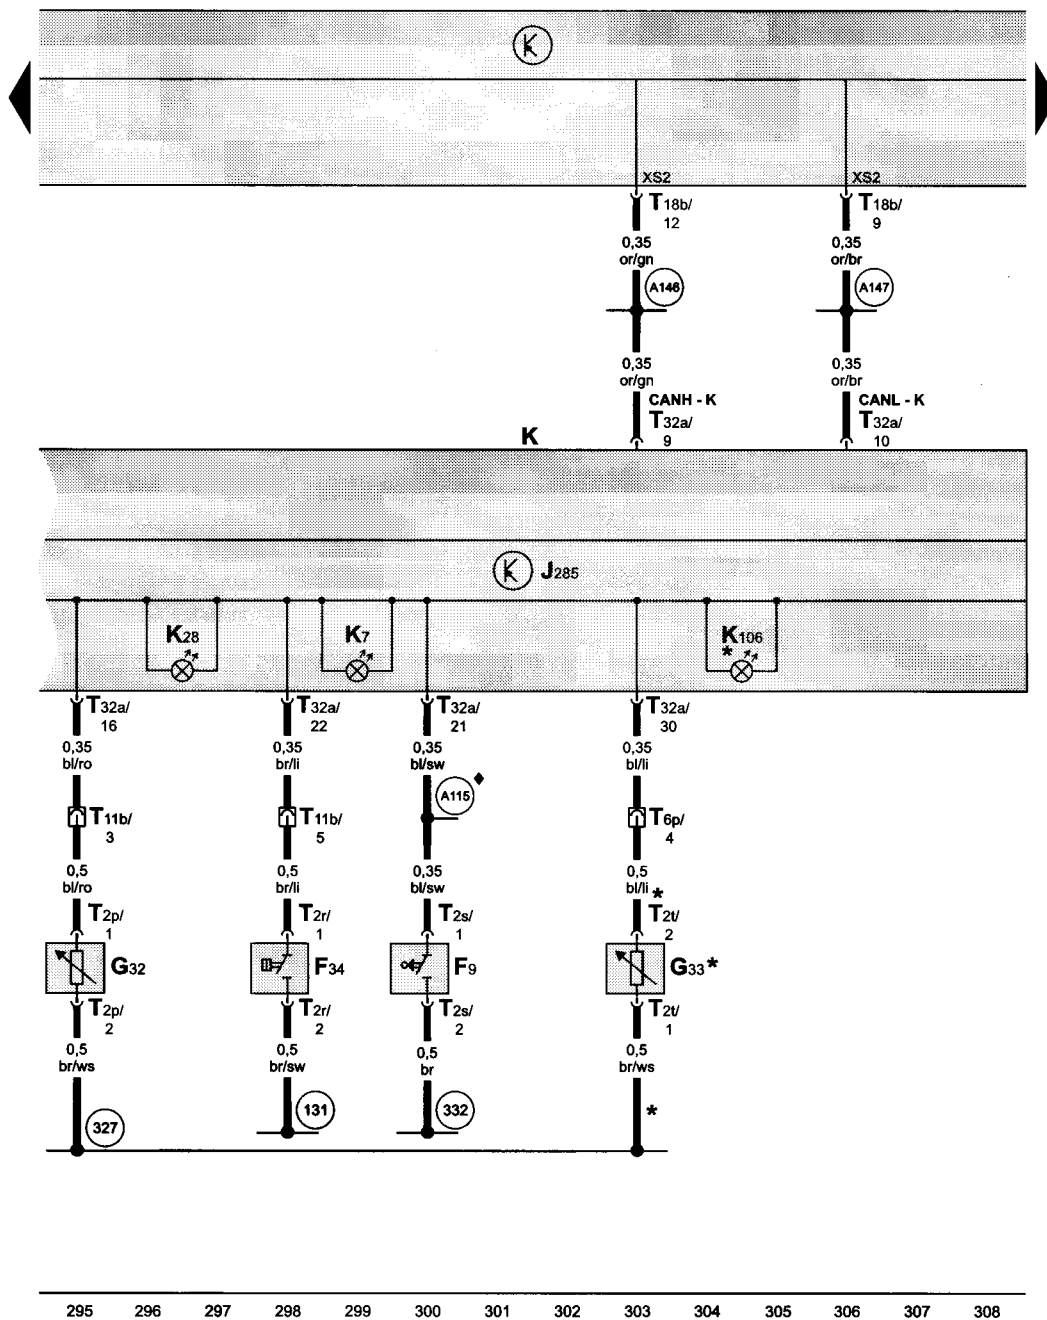 XS2 XS2
T18b/ T18b/
12 9
0,35 0,35
or/gn or/br
A146 A147
0,35 0,35
or/gn or/br
CANH - K CANL - K
T32a/ T32a/
9 10
K
J285
K28 K7 K106
*
T32a/ T32a/ T32a/ T32a/
16 22 21 30
0,35 0,35 0,35 0,35
bl/ro br/li bl/sw bl/li
A115 ♦
T11b/ T11b/ T6p/
3 5 4
0,5 0,5 0,35 0,5
bl/ro br/li bl/sw bl/li *
T2p/ T2r/ T2s/ T2t/
1 1 1 2
G32 F34 F9 G33 *
T2p/ T2r/ T2s/ T2t/
2 2 2 1
0,5 0,5 0,5 0,5
br/ws br/sw br br/ws
327 131 332 *
295 296 297 298 299 300 301 302 303 304 305 306 307 308